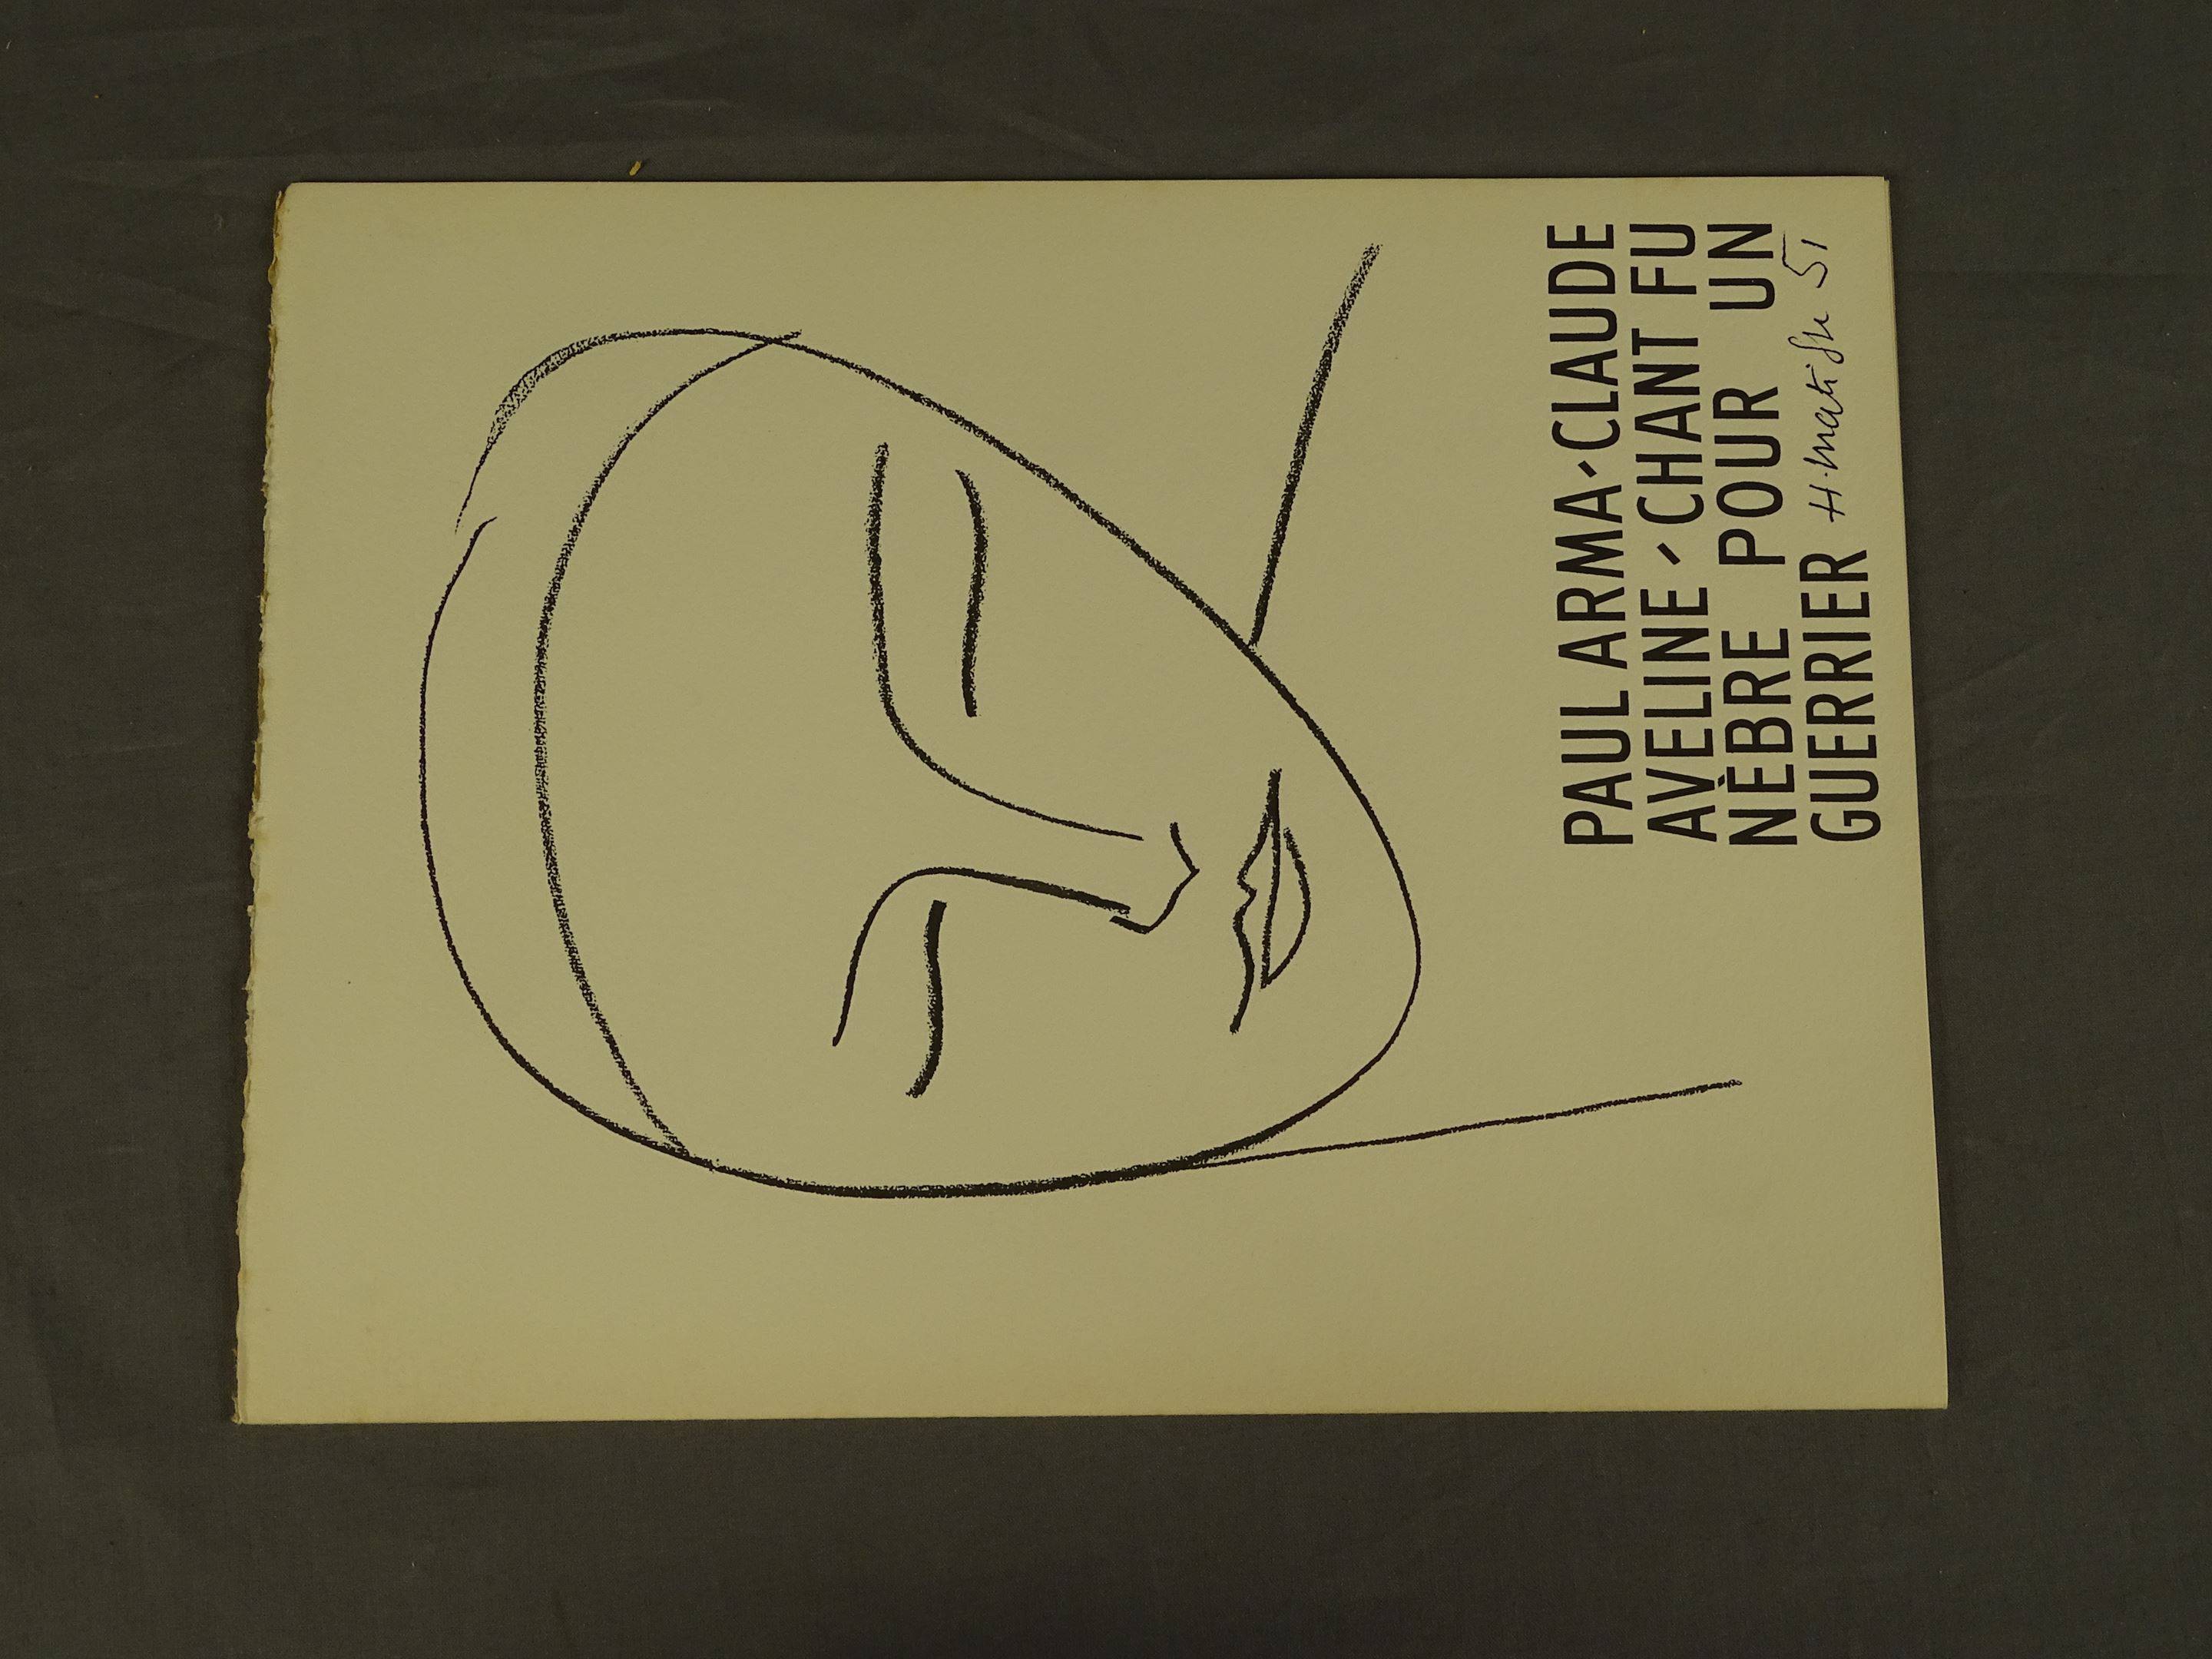 PAUL ARMA·CLAUDE
AVELINE · CHANT FU
NÈBRE POUR UN
GUERRIER H. matisse 51